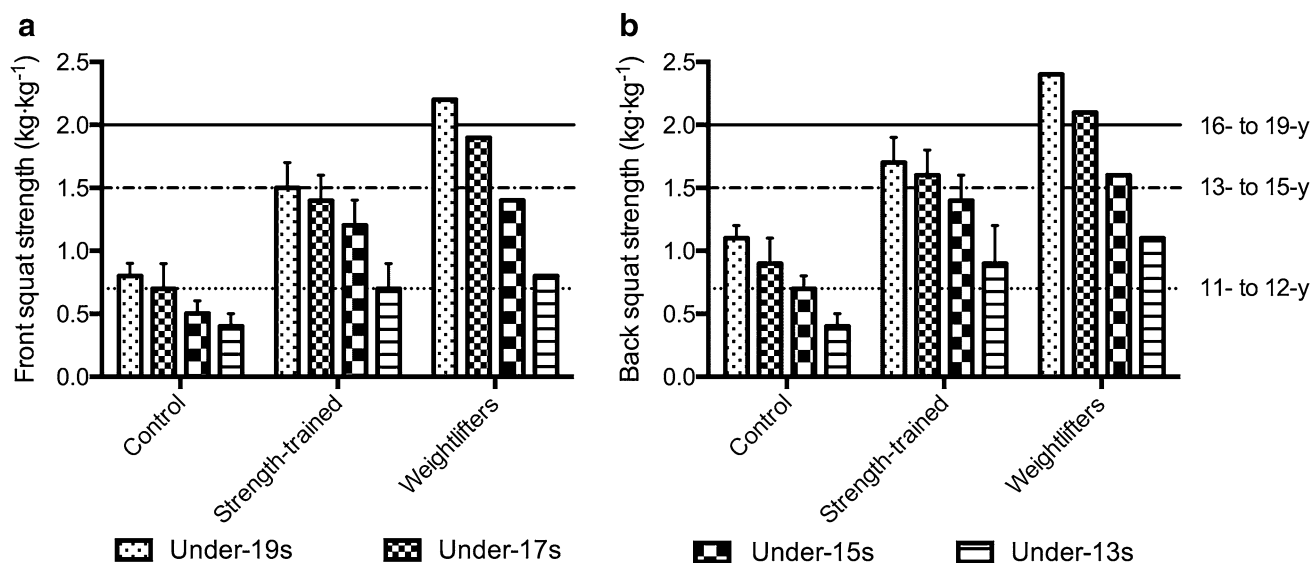 a
Front squat strength (kg·kg⁻¹)
2.5
2.0
1.5
1.0
0.5
0.0
Control
Strength-trained
Weightlifters
b
Back squat strength (kg·kg⁻¹)
2.5
2.0
1.5
1.0
0.5
0.0
Control
Strength-trained
Weightlifters
16- to 19-y
13- to 15-y
11- to 12-y
Under-19s
Under-17s
Under-15s
Under-13s